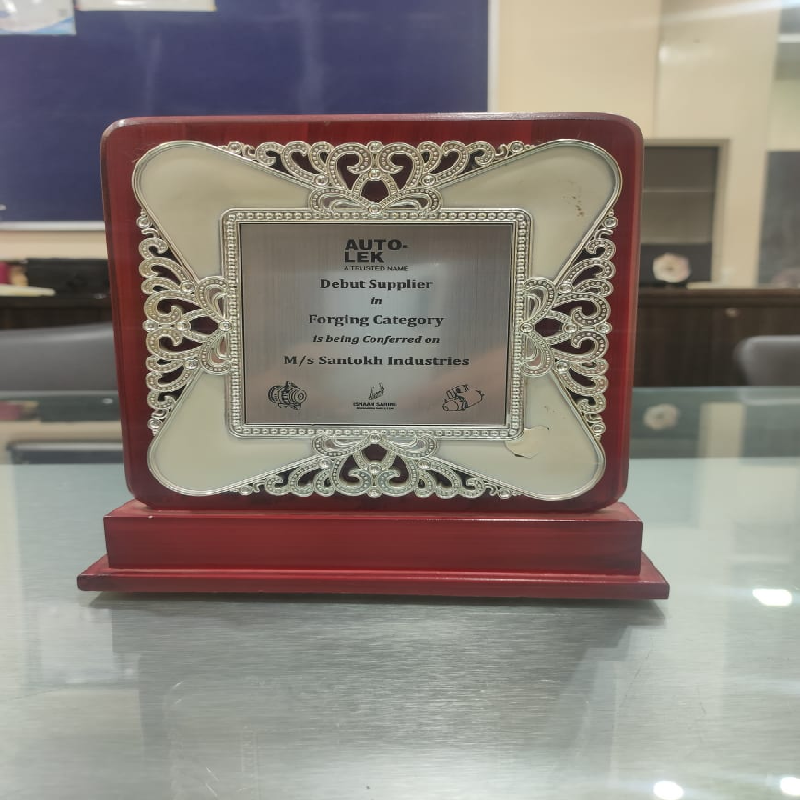 AUTO-
LEK
A TRUSTED NAME
Debut Supplier
in
Forging Category
is being Conferred on
M/s Santokh Industries